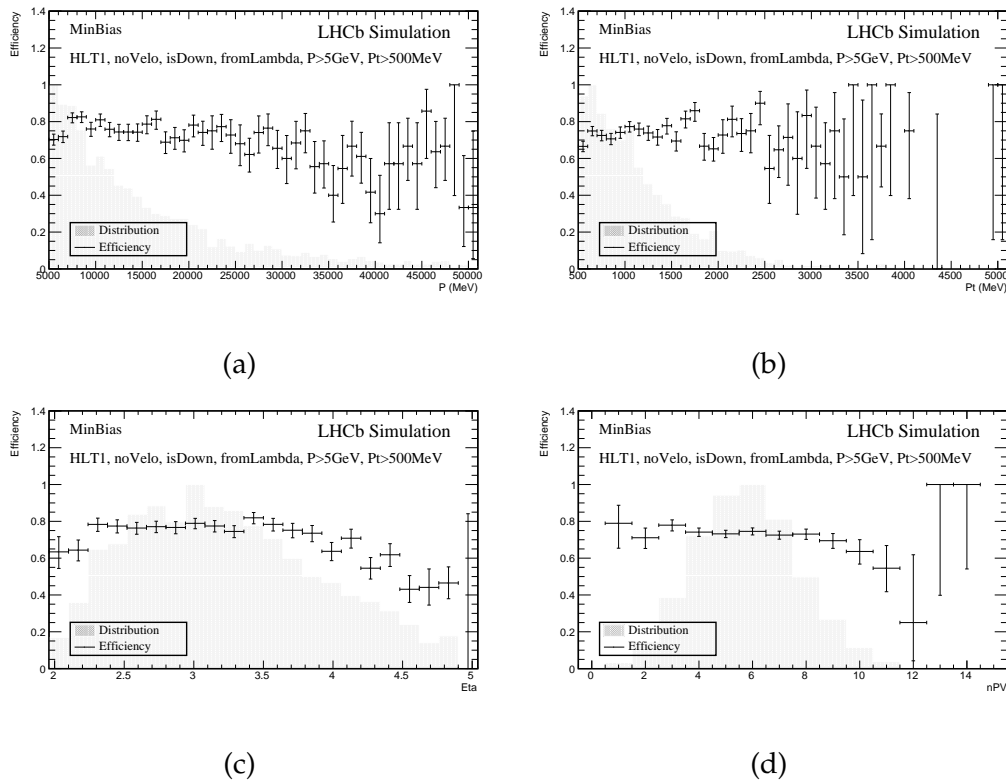 Efficiency
1.4
1.2
1
0.8
0.6
0.4
0.2
0
MinBias
LHCb Simulation
HLT1, noVelo, isDown, fromLambda, P>5GeV, Pt>500MeV
Distribution
Efficiency
5000 10000 15000 20000 25000 30000 35000 40000 45000 50000
P (MeV)
(a)
Efficiency
1.4
1.2
1
0.8
0.6
0.4
0.2
0
MinBias
LHCb Simulation
HLT1, noVelo, isDown, fromLambda, P>5GeV, Pt>500MeV
Distribution
Efficiency
500 1000 1500 2000 2500 3000 3500 4000 4500 5000
Pt (MeV)
(b)
Efficiency
1.4
1.2
1
0.8
0.6
0.4
0.2
0
MinBias
LHCb Simulation
HLT1, noVelo, isDown, fromLambda, P>5GeV, Pt>500MeV
Distribution
Efficiency
2 2.5 3 3.5 4 4.5 5
Eta
(c)
Efficiency
1.4
1.2
1
0.8
0.6
0.4
0.2
0
MinBias
LHCb Simulation
HLT1, noVelo, isDown, fromLambda, P>5GeV, Pt>500MeV
Distribution
Efficiency
0 2 4 6 8 10 12 14
nPV
(d)